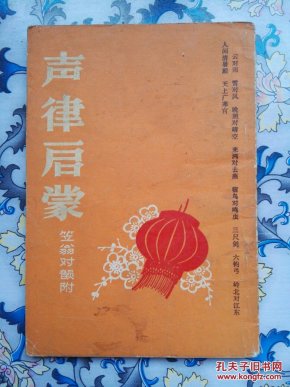 云对雨 雪对风 晚照对晴空 来鸿对去燕 宿鸟对鸣虫 三尺剑 六钧弓 岭北对江东
人间清暑殿 天上广寒宫
声律启蒙
笠翁对韵附
孔夫子旧书网